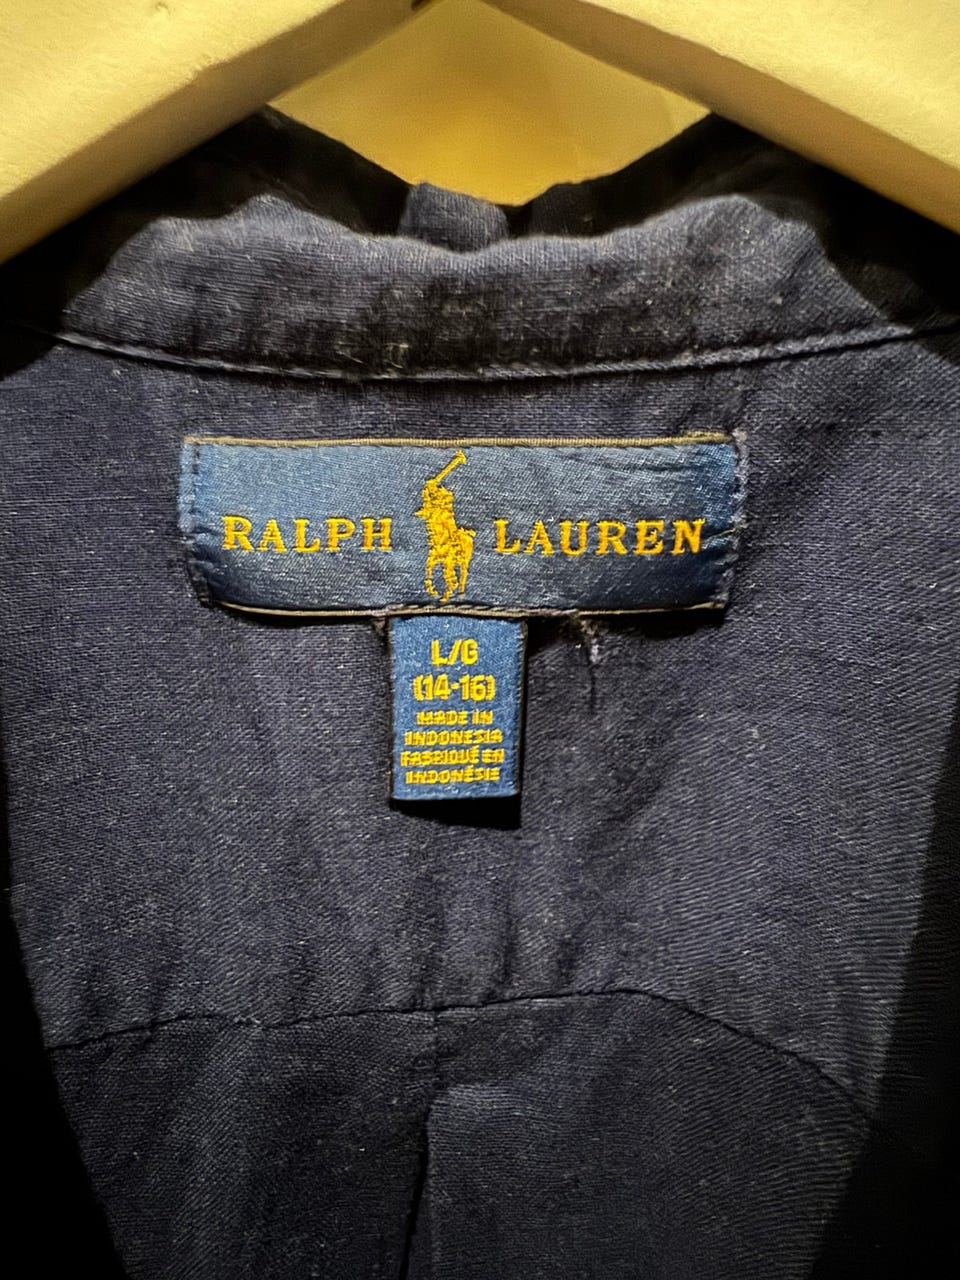 RALPH LAUREN
L/G
(14-16)
MADE IN
INDONESIA
FABRIQUÉ EN
INDONÉSIE